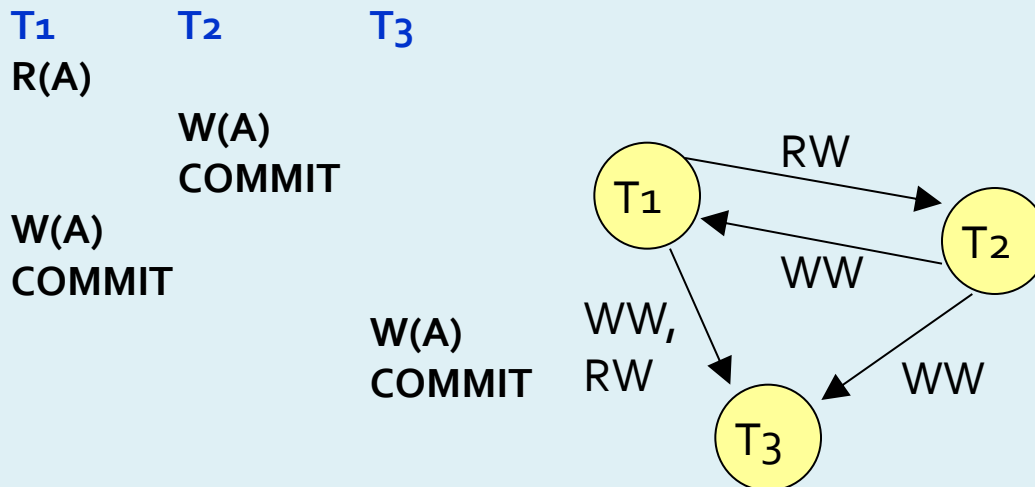 T1 T2 T3
R(A)
W(A)
COMMIT
W(A)
COMMIT
W(A)
COMMIT
RW
T1
T2
WW
WW,
RW
WW
T3